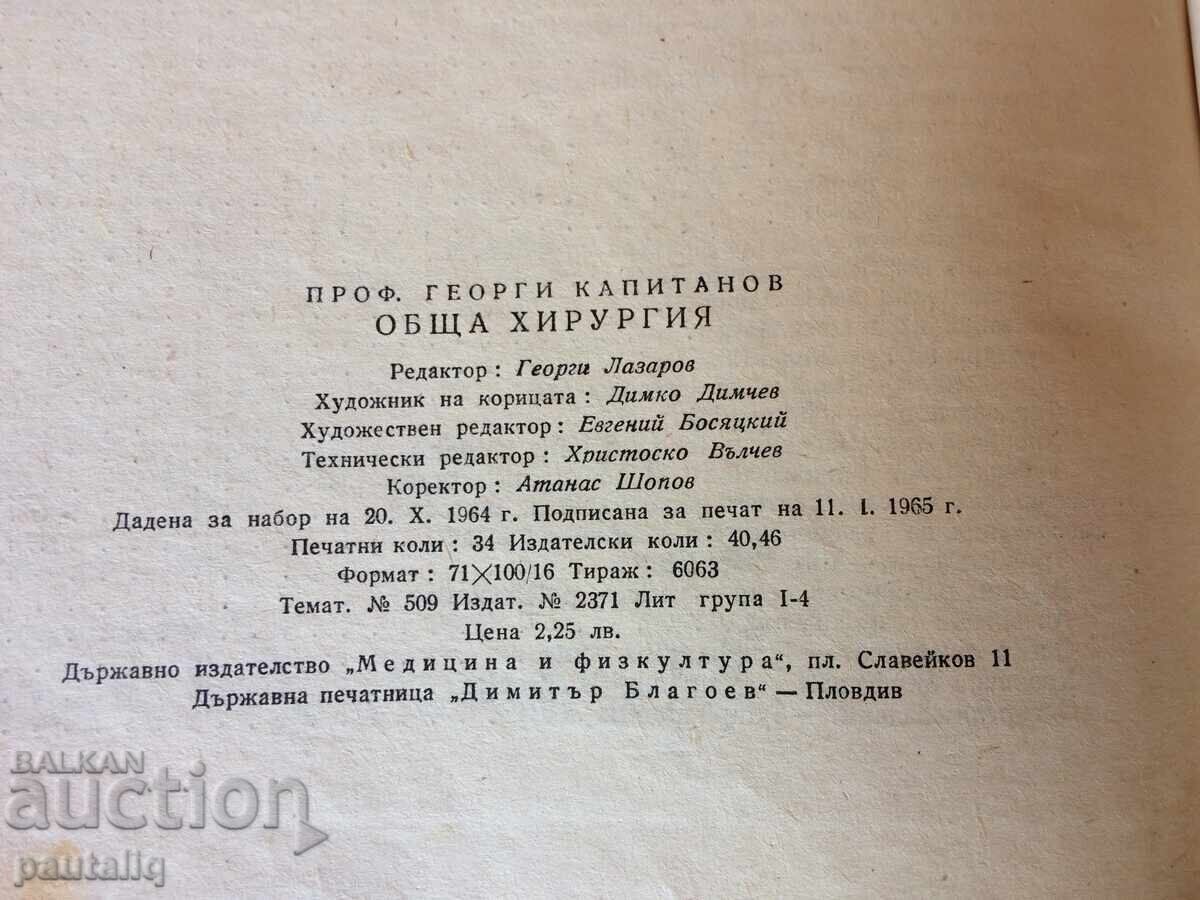 ПРОФ. ГЕОРГИ КАПИТАНОВ
ОБЩА ХИРУРГИЯ
Редактор : Георги Лазаров
Художник на корицата : Димко Димчев
Художествен редактор : Евгений Босяцкий
Технически редактор : Христоско Вълчев
Коректор : Атанас Шопов
Дадена за набор на 20. X. 1964 г. Подписана за печат на 11. I. 1965 г.
Печатни коли : 34 Издателски коли : 40,46
Формат : 71×100/16 Тираж : 6063
Темат. № 509 Издат. № 2371 Лит група I-4
Цена 2,25 лв.
Държавно издателство „Медицина и физкултура“, пл. Славейков 11
Държавна печатница „Димитър Благоев“ — Пловдив
BALKAN
auction
pautaliq